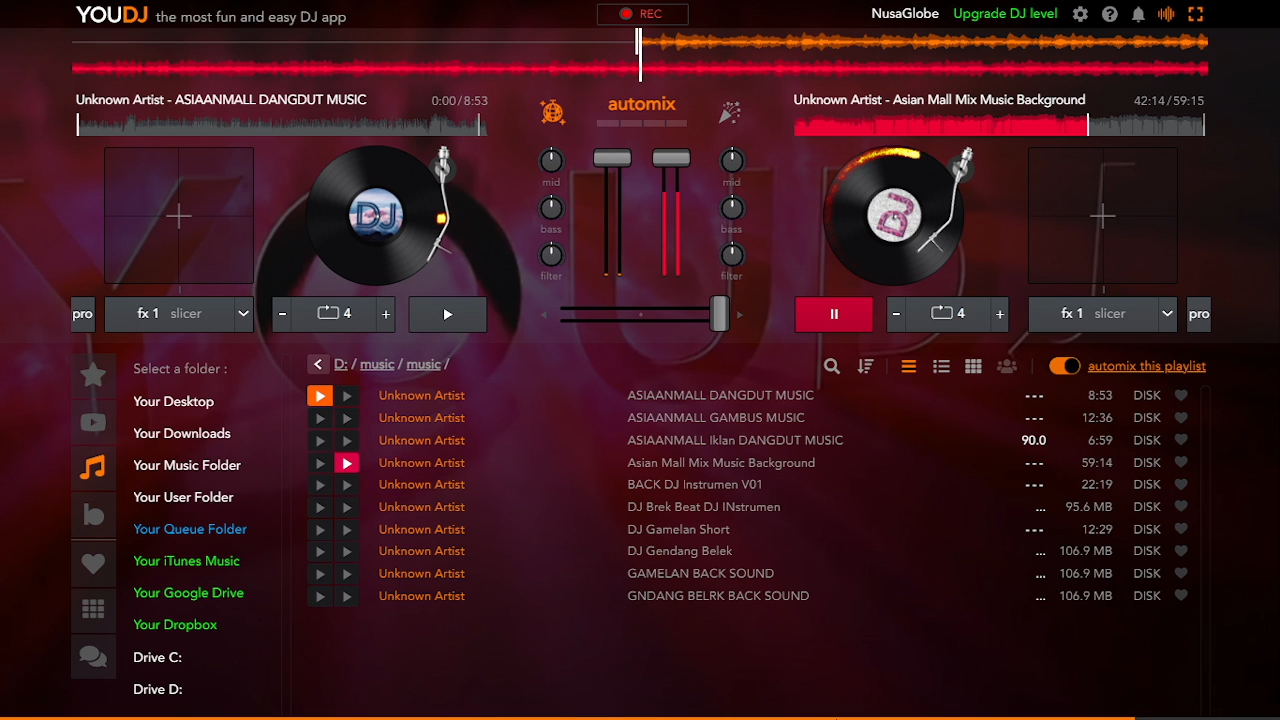 YOUDJ the most fun and easy DJ app
REC
NusaGlobe Upgrade DJ level
Unknown Artist - ASIAANMALL DANGDUT MUSIC 0:00/8:53
automix
Unknown Artist - Asian Mall Mix Music Background 42:14/59:15
mid mid
bass bass
filter filter
DJ DJ
pro fx 1 slicer - 4 + - 4 + fx 1 slicer pro
Select a folder :
Your Desktop
Your Downloads
Your Music Folder
Your User Folder
Your Queue Folder
Your iTunes Music
Your Google Drive
Your Dropbox
Drive C:
Drive D:
D: / music / music /
automix this playlist
Unknown Artist ASIAANMALL DANGDUT MUSIC --- 8:53 DISK
Unknown Artist ASIAANMALL GAMBUS MUSIC --- 12:36 DISK
Unknown Artist ASIAANMALL Iklan DANGDUT MUSIC 90.0 6:59 DISK
Unknown Artist Asian Mall Mix Music Background --- 59:14 DISK
Unknown Artist BACK DJ Instrumen V01 --- 22:19 DISK
Unknown Artist DJ Brek Beat DJ INstrumen ... 95.6 MB DISK
Unknown Artist DJ Gamelan Short --- 12:29 DISK
Unknown Artist DJ Gendang Belek ... 106.9 MB DISK
Unknown Artist GAMELAN BACK SOUND ... 106.9 MB DISK
Unknown Artist GNDANG BELRK BACK SOUND ... 106.9 MB DISK